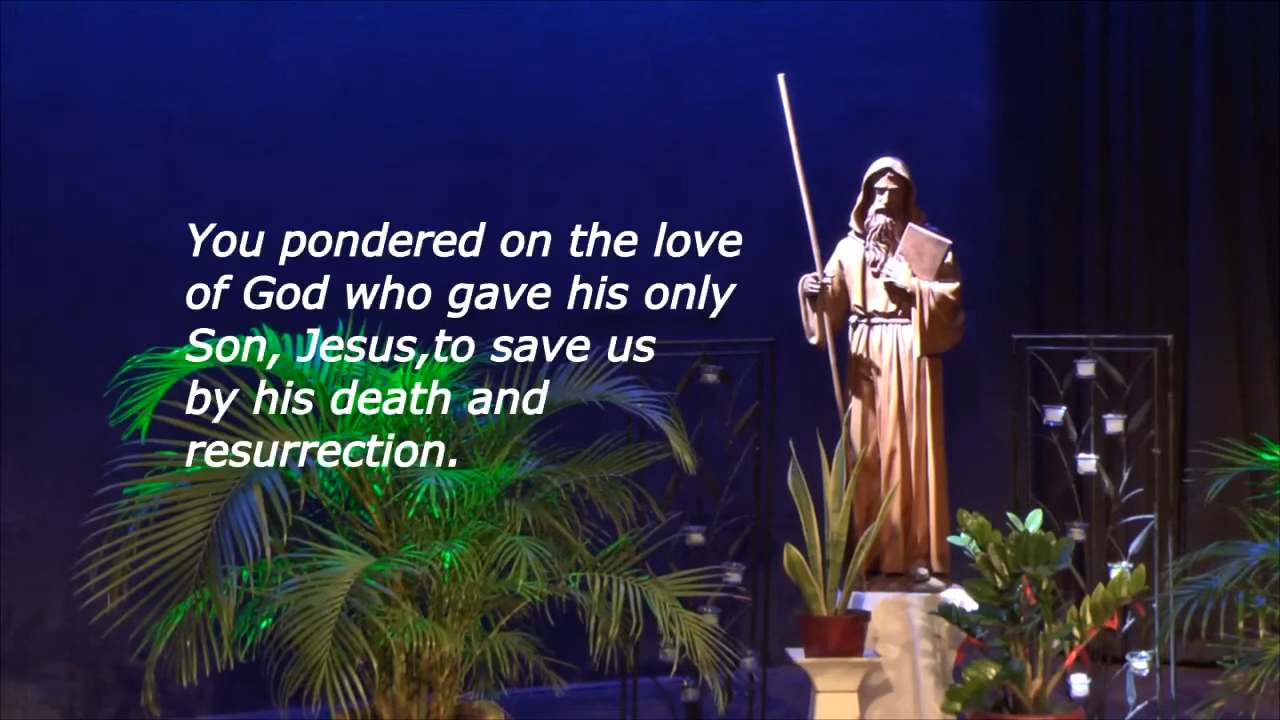 You pondered on the love
of God who gave his only
Son, Jesus,to save us
by his death and
resurrection.